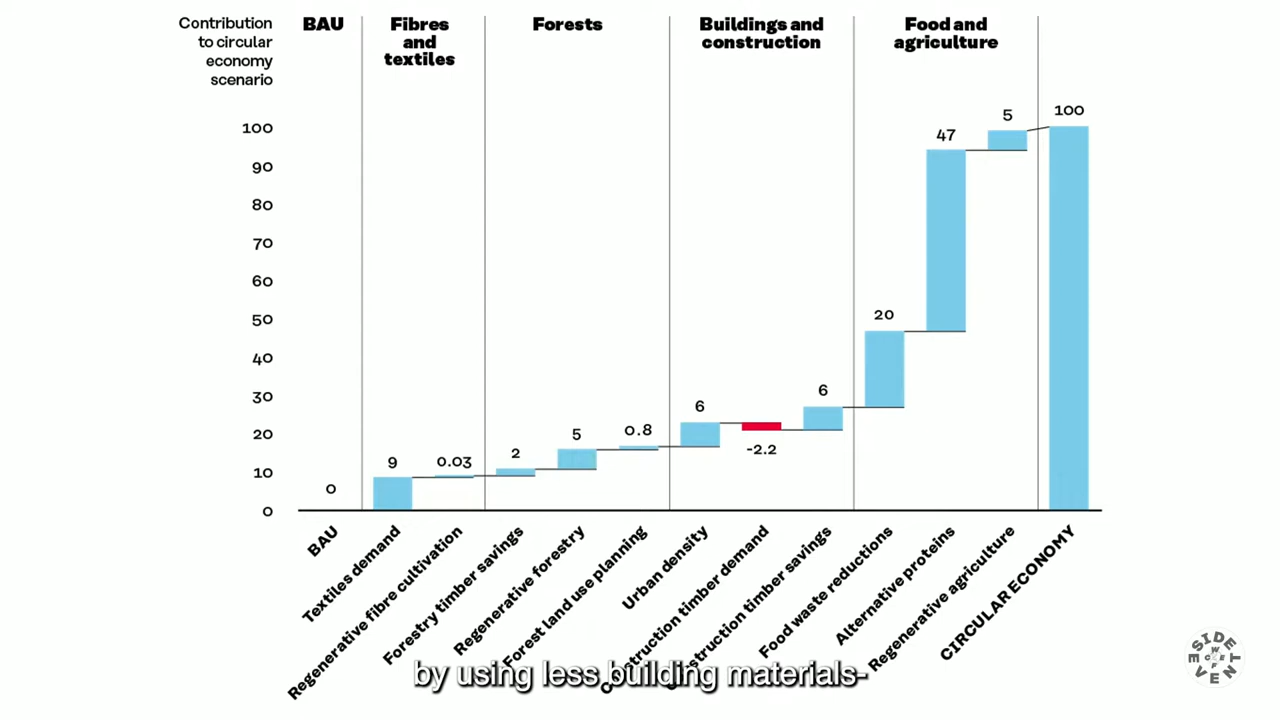 Contribution
to circular
economy
scenario
BAU
Fibres
and
textiles
Forests
Buildings and
construction
Food and
agriculture
100
90
80
70
60
50
40
30
20
10
0
0
9
0.03
2
5
0.8
6
-2.2
6
20
47
5
100
BAU
Textiles demand
Regenerative fibre cultivation
Forestry timber savings
Regenerative forestry
Forest land use planning
Urban density
Construction timber demand
Construction timber savings
Food waste reductions
Alternative proteins
Regenerative agriculture
CIRCULAR ECONOMY
by using less building materials-
SIDE
EVENT
WCEF